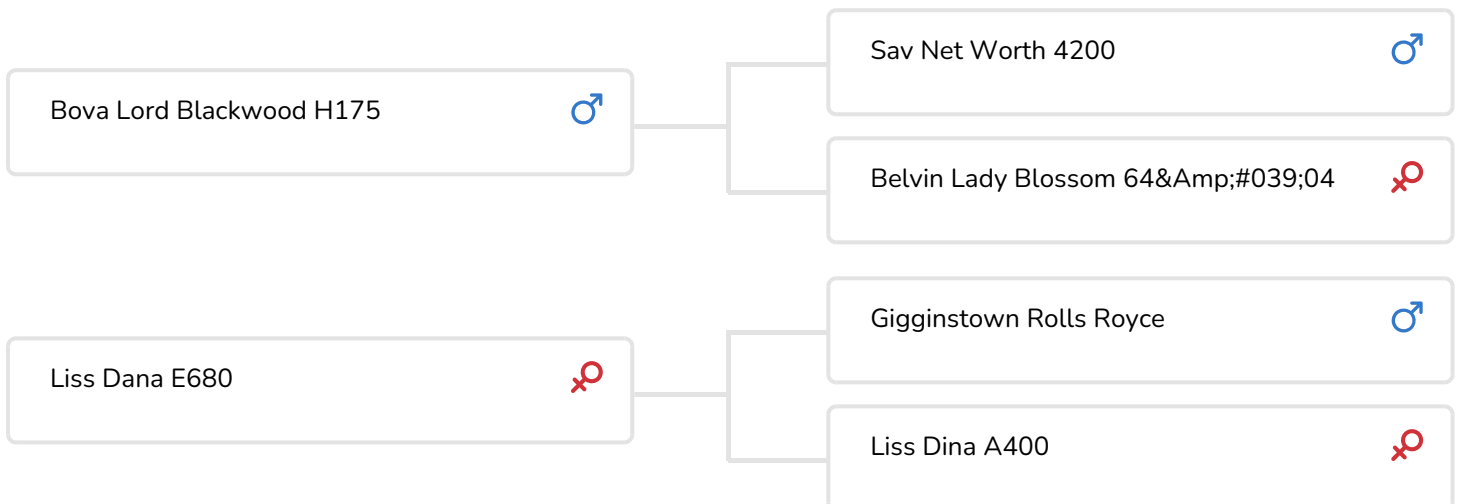 Sav Net Worth 4200
Bova Lord Blackwood H175
Belvin Lady Blossom 64&Amp;#039;04
Gigginstown Rolls Royce
Liss Dana E680
Liss Dina A400